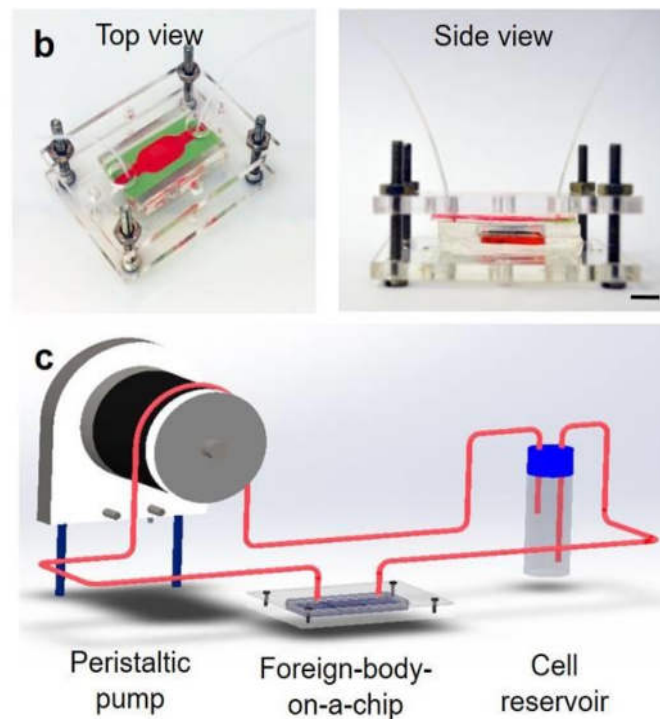 b
Top view
Side view
c
Peristaltic
pump
Foreign-body-
on-a-chip
Cell
reservoir